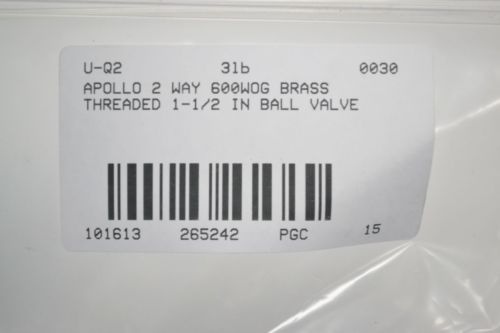 U-Q2 3lb 0030
APOLLO 2 WAY 600WOG BRASS
THREADED 1-1/2 IN BALL VALVE
101613 265242 PGC 15